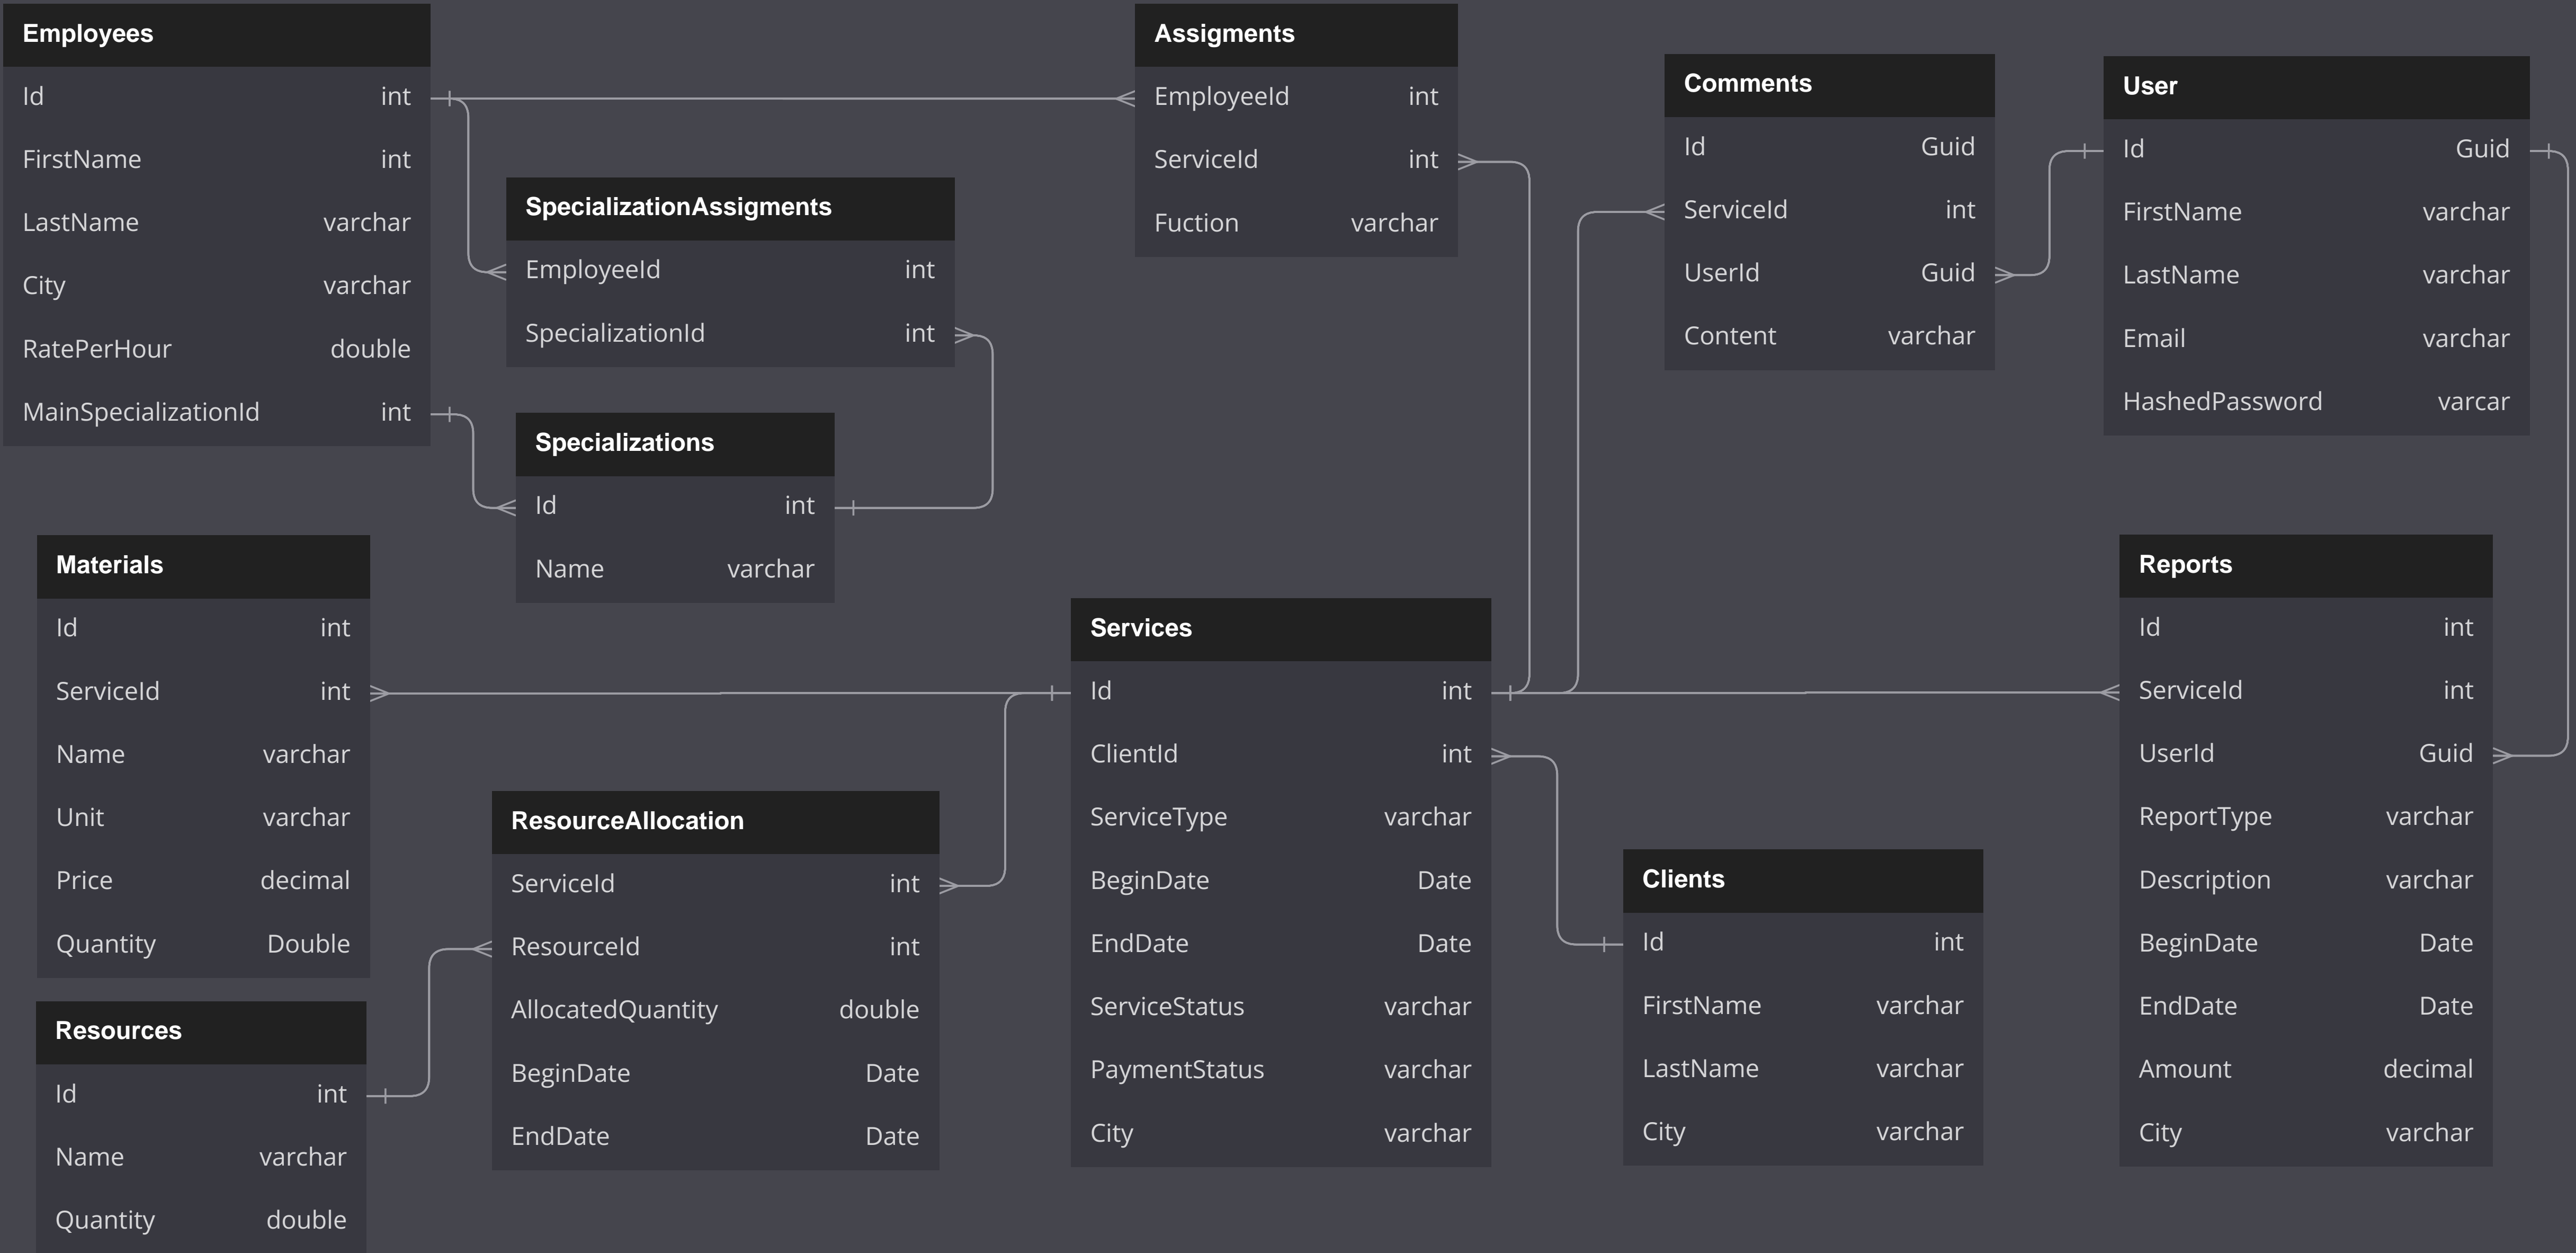 Employees
Id int
FirstName int
LastName varchar
City varchar
RatePerHour double
MainSpecializationId int
SpecializationAssigments
EmployeeId int
SpecializationId int
Specializations
Id int
Name varchar
Assigments
EmployeeId int
ServiceId int
Fuction varchar
Comments
Id Guid
ServiceId int
UserId Guid
Content varchar
User
Id Guid
FirstName varchar
LastName varchar
Email varchar
HashedPassword varcar
Materials
Id int
ServiceId int
Name varchar
Unit varchar
Price decimal
Quantity Double
Resources
Id int
Name varchar
Quantity double
ResourceAllocation
ServiceId int
ResourceId int
AllocatedQuantity double
BeginDate Date
EndDate Date
Services
Id int
ClientId int
ServiceType varchar
BeginDate Date
EndDate Date
ServiceStatus varchar
PaymentStatus varchar
City varchar
Clients
Id int
FirstName varchar
LastName varchar
City varchar
Reports
Id int
ServiceId int
UserId Guid
ReportType varchar
Description varchar
BeginDate Date
EndDate Date
Amount decimal
City varchar